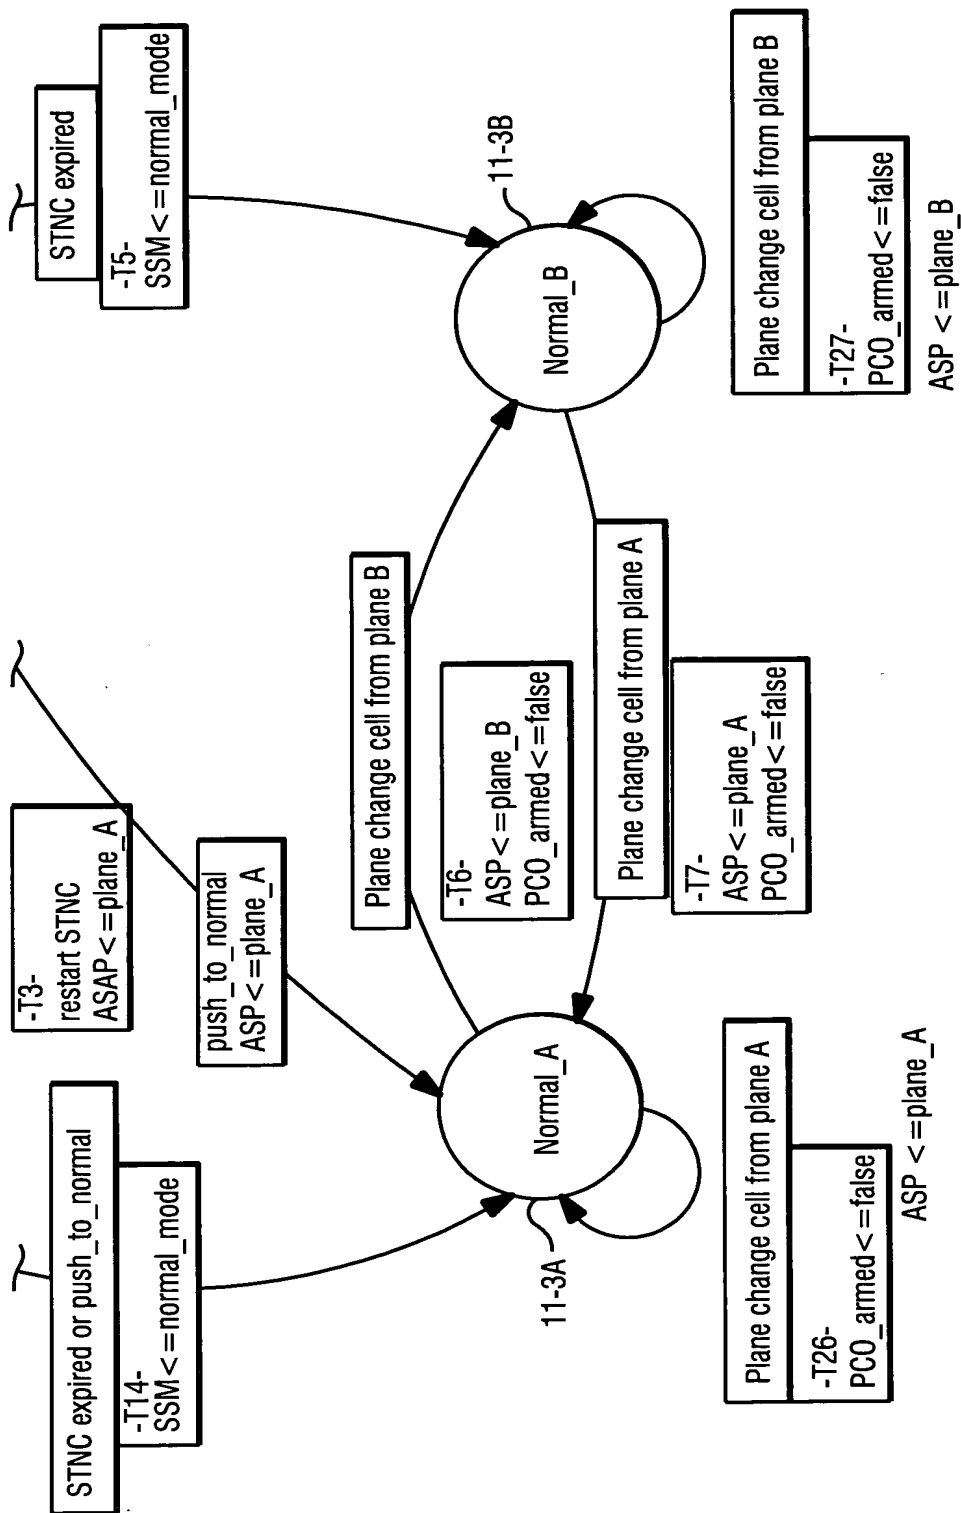 STNC expired or push_to_normal
-T14-
SSM<=normal_mode
-T3-
restart STNC
ASAP<=plane_A
push_to_normal
ASP<=plane_A
STNC expired
-T5-
SSM<=normal_mode
Plane change cell from plane B
-T6-
ASP<=plane_B
PCO_armed<=false
Normal_A
11-3A
Normal_B
11-3B
Plane change cell from plane A
-T7-
ASP<=plane_A
PCO_armed<=false
Plane change cell from plane A
-T26-
PCO_armed<=false
ASP <=plane_A
Plane change cell from plane B
-T27-
PCO_armed<=false
ASP <=plane_B